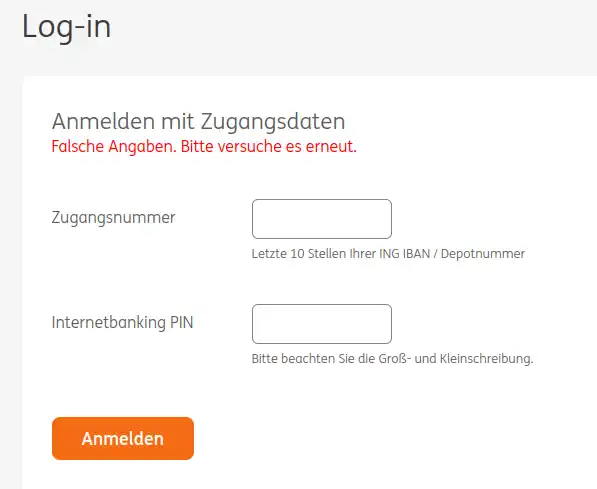 Log-in
Anmelden mit Zugangsdaten
Falsche Angaben. Bitte versuche es erneut.
Zugangsnummer
Letzte 10 Stellen Ihrer ING IBAN / Depotnummer
Internetbanking PIN
Bitte beachten Sie die Groß- und Kleinschreibung.
Anmelden